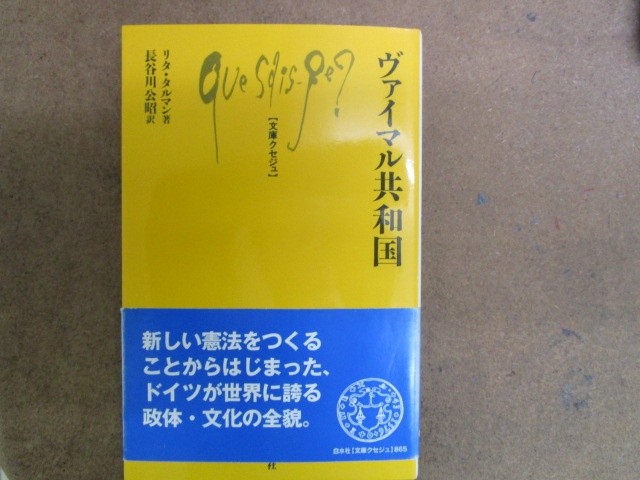 ヴァイマル共和国
Que sais-je?
[文庫クセジュ]
リタ・タルマン著
長谷川公昭訳
新しい憲法をつくる
ことからはじまった、
ドイツが世界に誇る
政体・文化の全貌。
白水社[文庫クセジュ]865
社